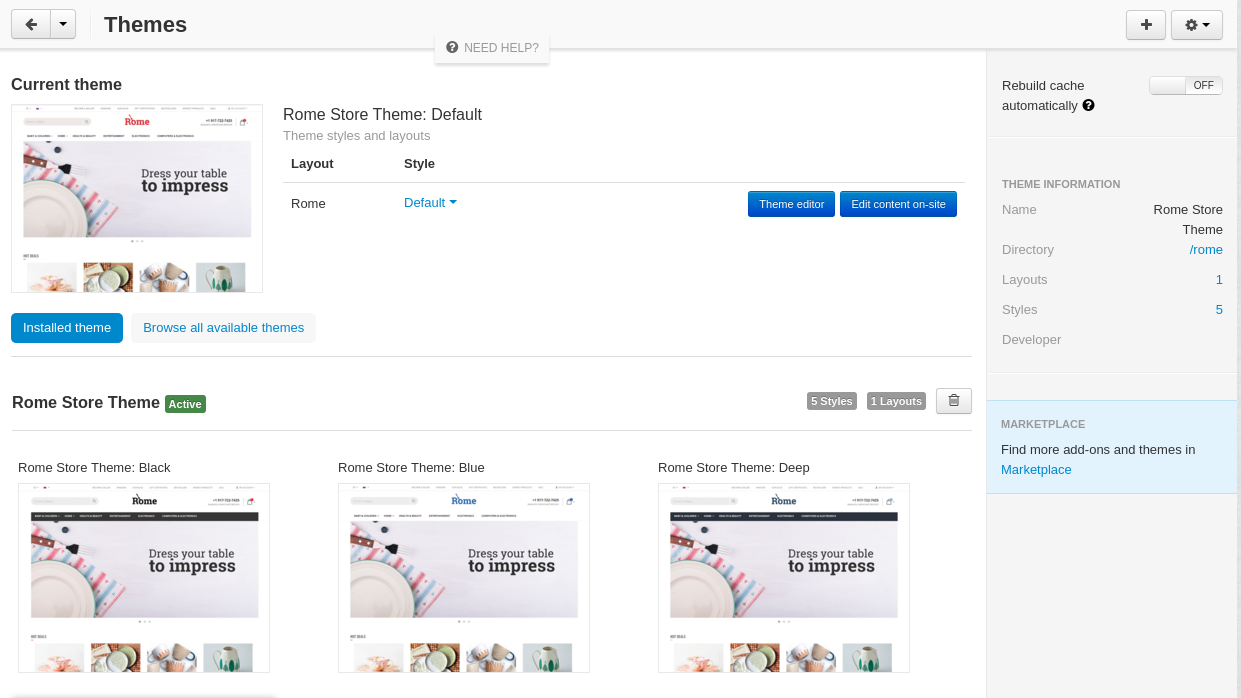 Themes
NEED HELP?
Current theme
Rome
Dress your table
to impress
Rome Store Theme: Default
Theme styles and layouts
Layout Style
Rome Default Theme editor Edit content on-site
Installed theme Browse all available themes
Rome Store Theme Active 5 Styles 1 Layouts
Rome Store Theme: Black Rome Store Theme: Blue Rome Store Theme: Deep
Rome Rome Rome
Dress your table Dress your table Dress your table
to impress to impress to impress
Rebuild cache OFF
automatically
THEME INFORMATION
Name Rome Store
Theme
Directory /rome
Layouts 1
Styles 5
Developer
MARKETPLACE
Find more add-ons and themes in
Marketplace